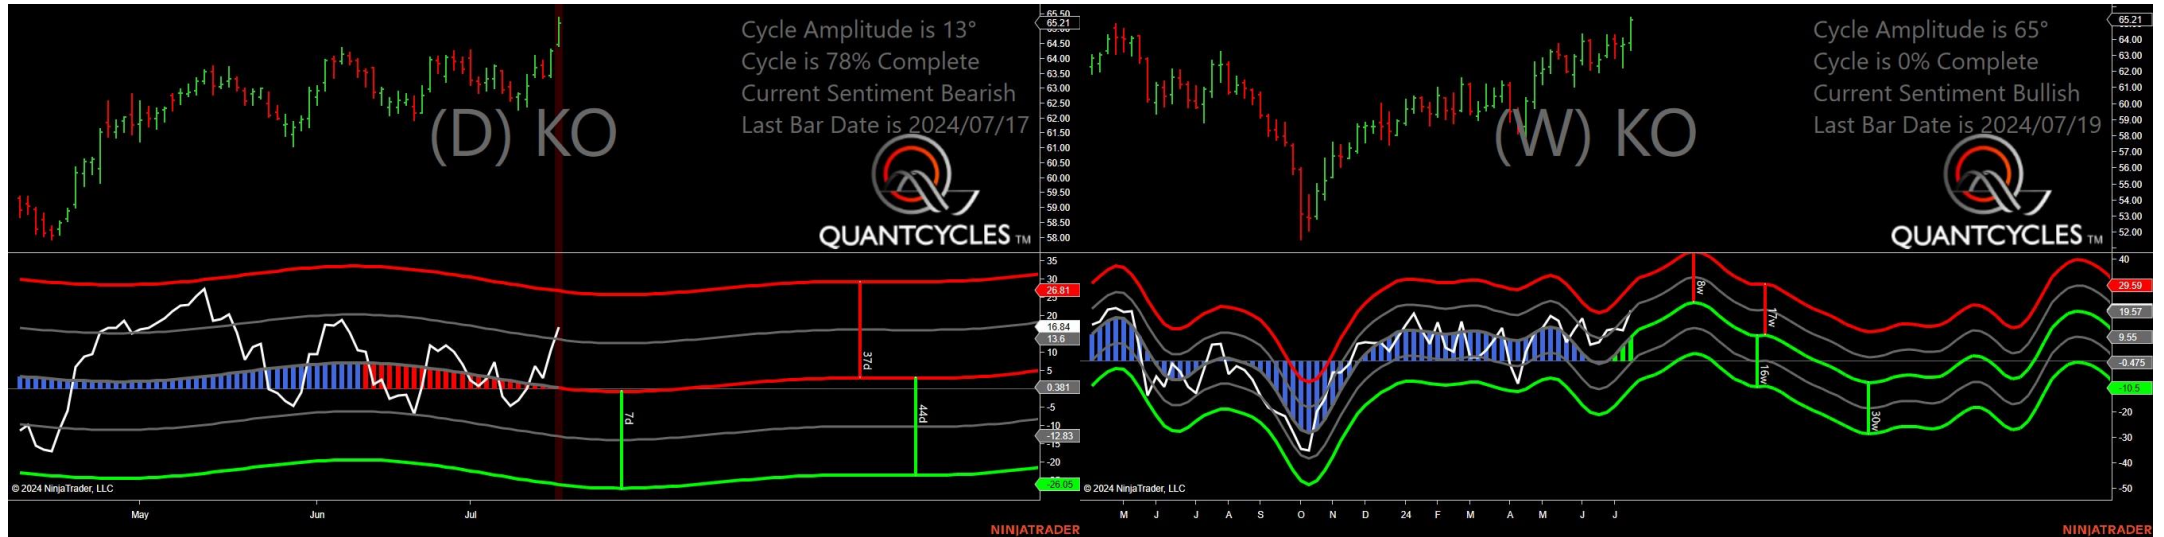 Cycle Amplitude is 13°
Cycle is 78% Complete
Current Sentiment Bearish
Last Bar Date is 2024/07/17
(D) KO
QUANTCYCLES TM
65.50
65.21
64.50
64.00
63.50
63.00
62.50
62.00
61.50
61.00
60.50
60.00
59.50
59.00
58.50
58.00
35
30
26.81
25
20
16.84
13.6
10
5
0.381
-5
-10
-12.83
-15
-20
-26.05
37d
7d
44d
© 2024 NinjaTrader, LLC
May Jun Jul
NINJATRADER
Cycle Amplitude is 65°
Cycle is 0% Complete
Current Sentiment Bullish
Last Bar Date is 2024/07/19
(W) KO
QUANTCYCLES TM
65.21
64.00
63.00
62.00
61.00
60.00
59.00
58.00
57.00
56.00
55.00
54.00
53.00
52.00
40
29.59
19.57
9.55
-0.475
-10.5
-20
-30
-40
-50
8w
17w
16w
30w
© 2024 NinjaTrader, LLC
M J J A S O N D 24 F M A M J J
NINJATRADER